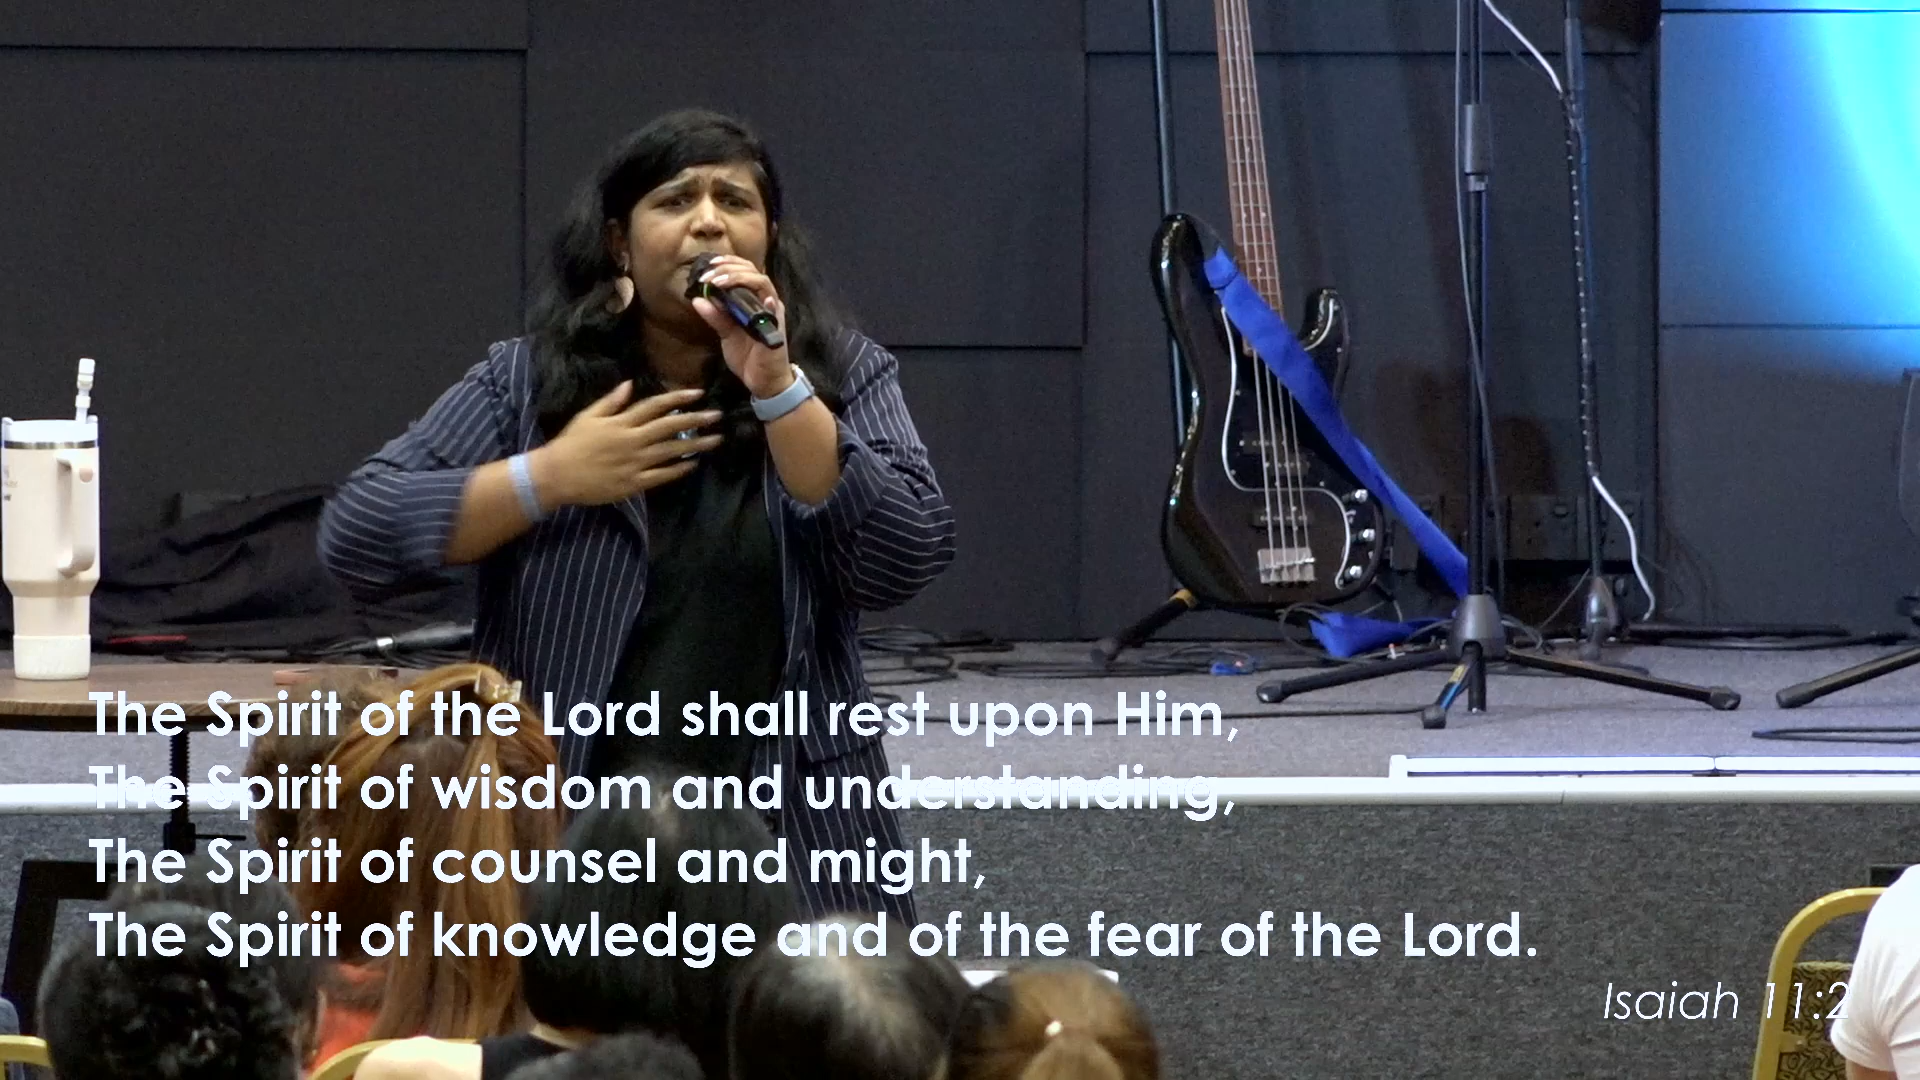 The Spirit of the Lord shall rest upon Him,
The Spirit of wisdom and understanding,
The Spirit of counsel and might,
The Spirit of knowledge and of the fear of the Lord.
Isaiah 11:2